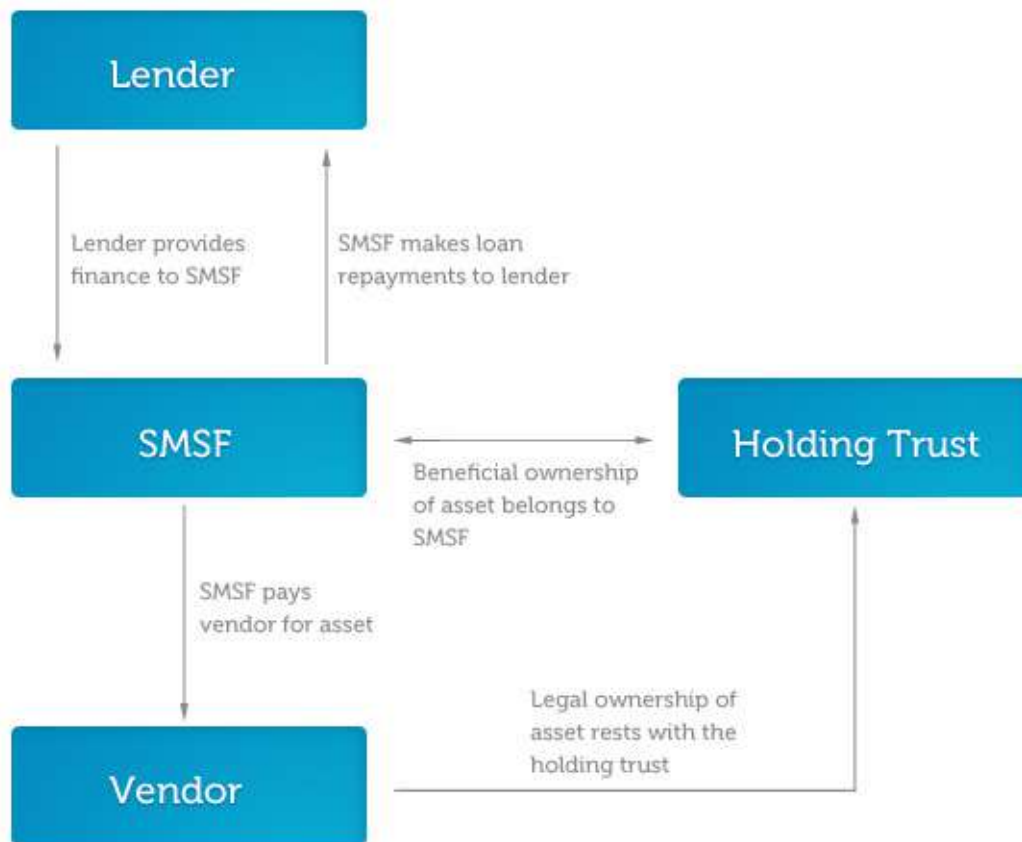 Lender
Lender provides
finance to SMSF
SMSF makes loan
repayments to lender
SMSF
Holding Trust
Beneficial ownership
of asset belongs to
SMSF
SMSF pays
vendor for asset
Legal ownership of
asset rests with the
holding trust
Vendor